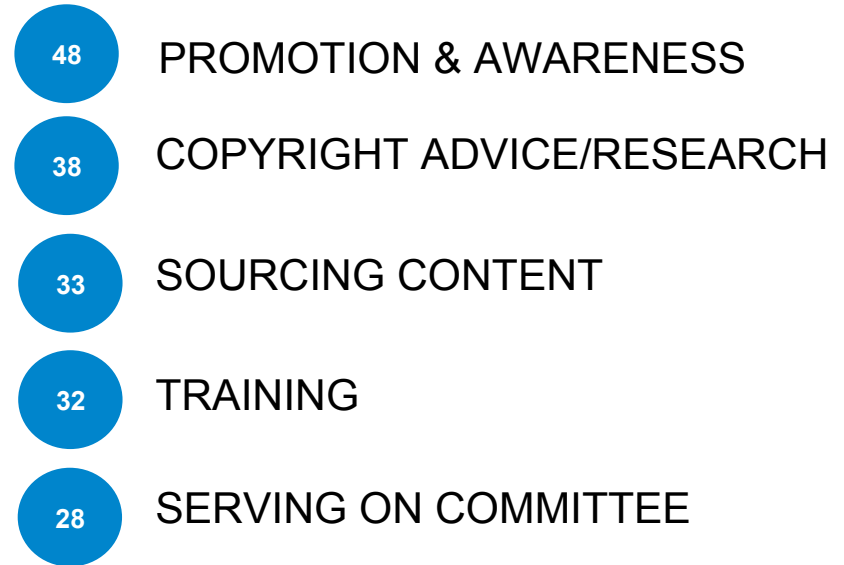 48 PROMOTION & AWARENESS
38 COPYRIGHT ADVICE/RESEARCH
33 SOURCING CONTENT
32 TRAINING
28 SERVING ON COMMITTEE